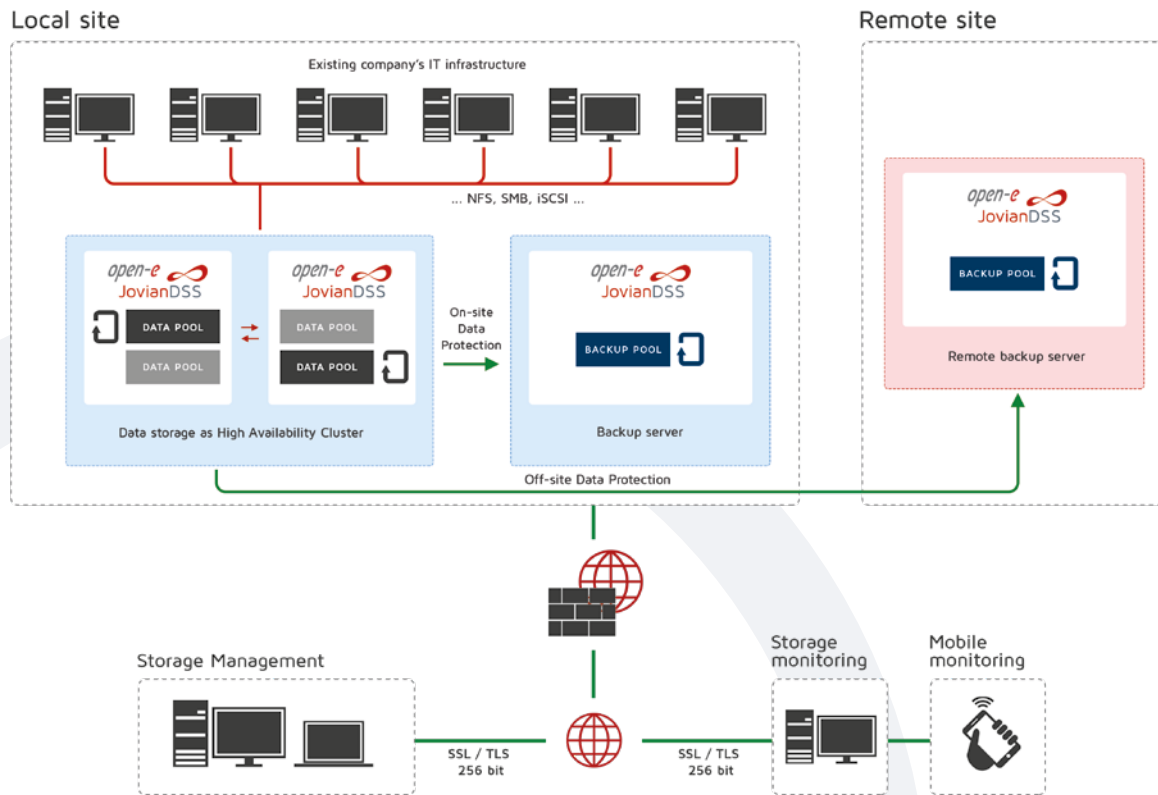 Local site
Remote site
Existing company's IT infrastructure
... NFS, SMB, iSCSI ...
open-e
JovianDSS
DATA POOL
DATA POOL
open-e
JovianDSS
DATA POOL
DATA POOL
Data storage as High Availability Cluster
On-site
Data
Protection
open-e
JovianDSS
BACKUP POOL
Backup server
open-e
JovianDSS
BACKUP POOL
Remote backup server
Off-site Data Protection
Storage Management
SSL / TLS
256 bit
SSL / TLS
256 bit
Storage
monitoring
Mobile
monitoring